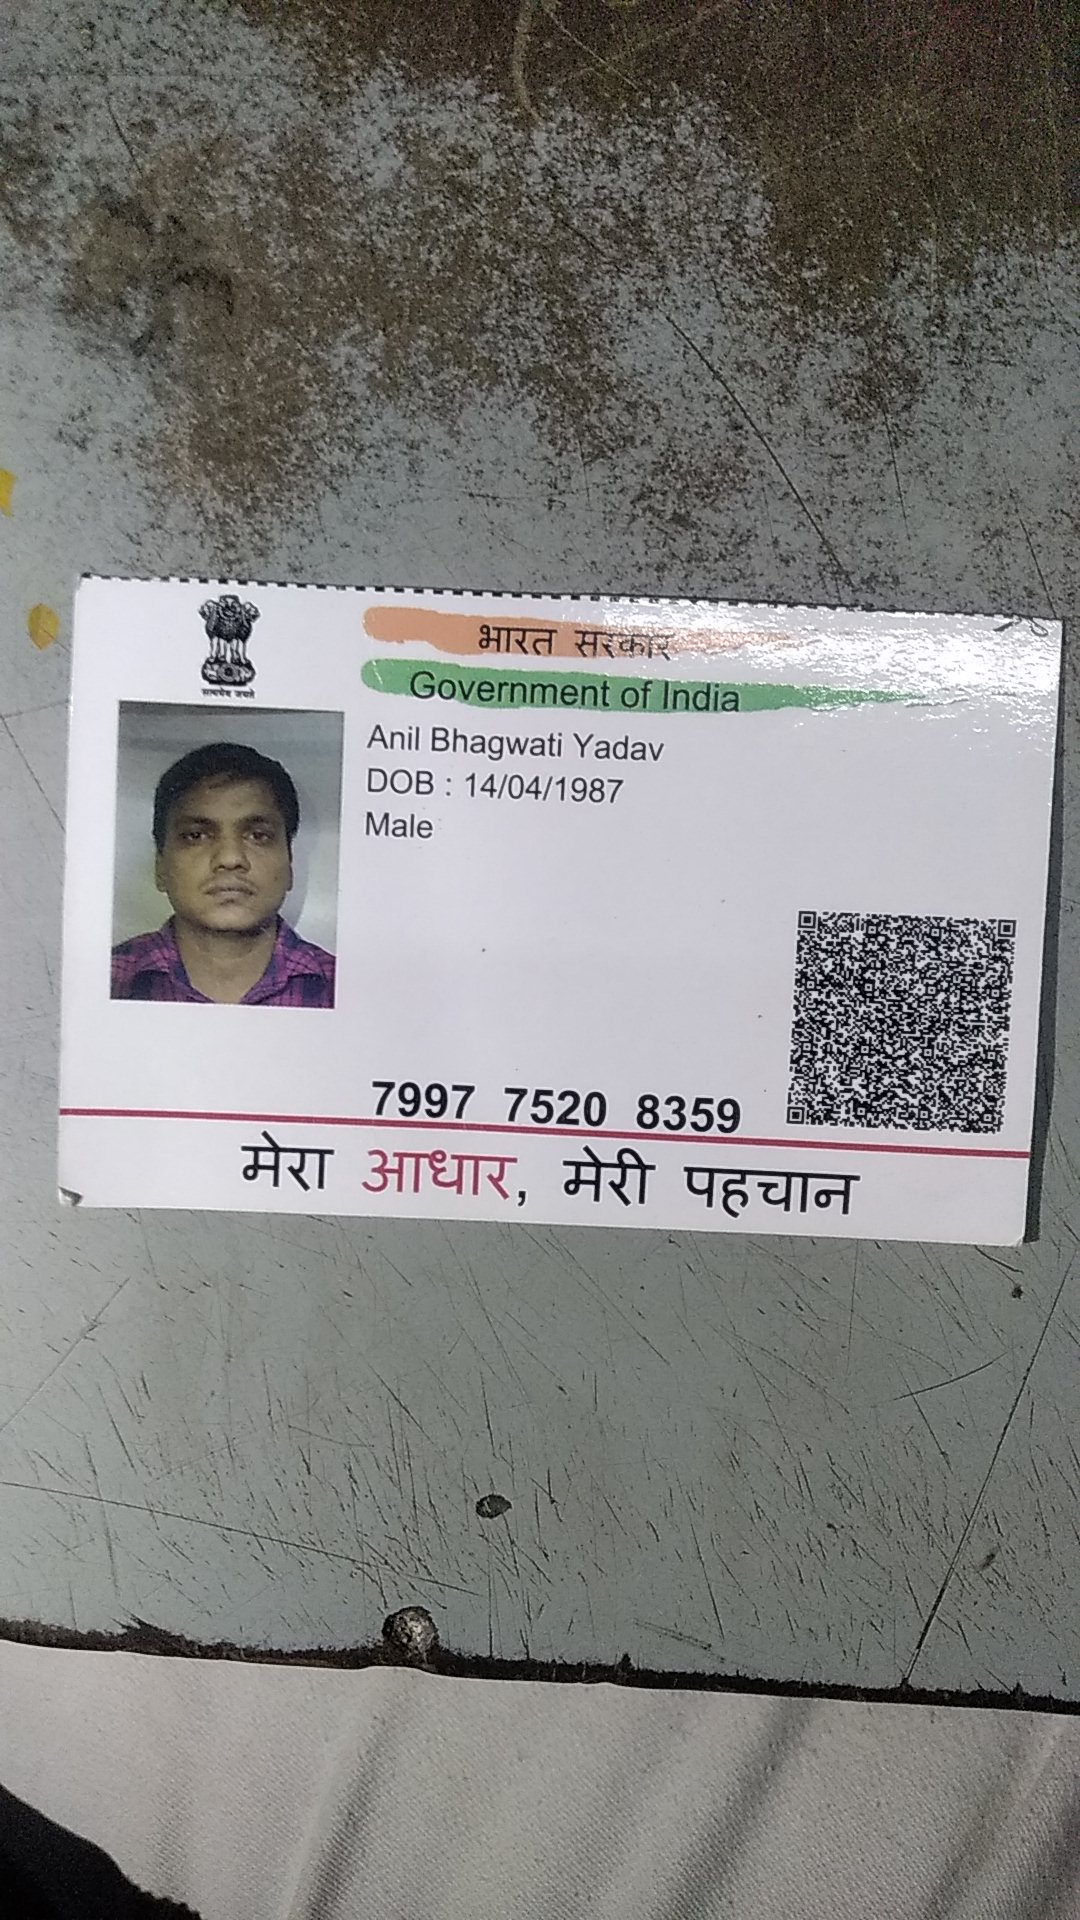 सत्यमेव जयते
भारत सरकार
Government of India
Anil Bhagwati Yadav
DOB : 14/04/1987
Male
7997 7520 8359
मेरा आधार, मेरी पहचान